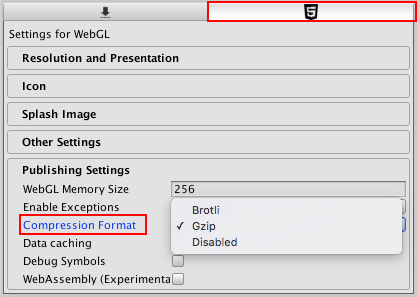 Settings for WebGL
Resolution and Presentation
Icon
Splash Image
Other Settings
Publishing Settings
WebGL Memory Size 256
Enable Exceptions
Brotli
Compression Format
✓ Gzip
Data caching
Disabled
Debug Symbols
WebAssembly (Experimenta